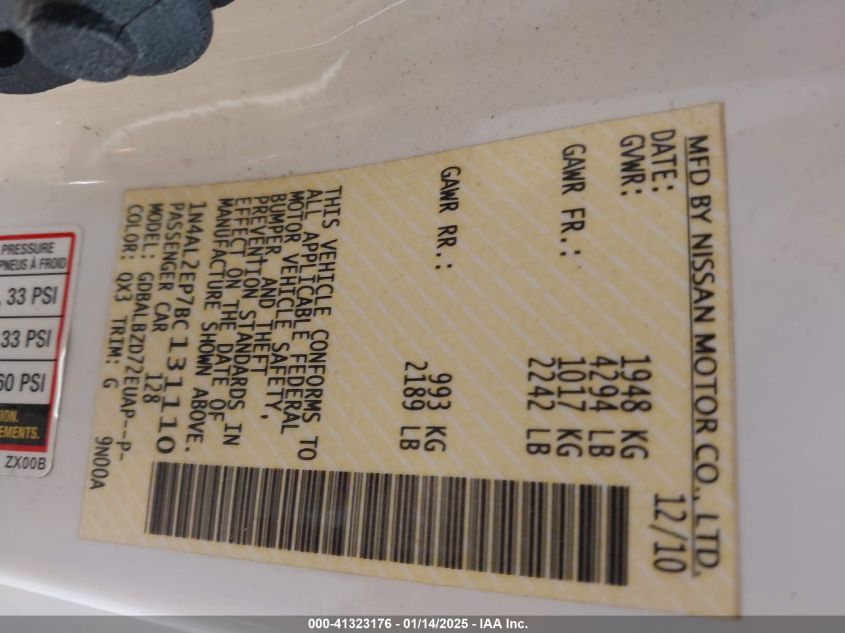 MFD BY NISSAN MOTOR CO., LTD.
DATE: 12/10
GVWR: 1948 KG
4294 LB
GAWR FR.: 1017 KG
2242 LB
GAWR RR.: 993 KG
2189 LB
THIS VEHICLE CONFORMS TO
ALL APPLICABLE FEDERAL
MOTOR VEHICLE SAFETY,
BUMPER, AND THEFT
PREVENTION STANDARDS IN
EFFECT ON THE DATE OF
MANUFACTURE SHOWN ABOVE.
1N4AL2EP7BC131110
PASSENGER CAR 128
MODEL: GDBALBZD72EUAP--P-
COLOR: QX3 TRIM: G 9N00A
PRESSURE
PNEUS À FROID
, 33 PSI
33 PSI
60 PSI
ION.
EMENTS.
ZX00B
000-41323176 - 01/14/2025 - IAA Inc.